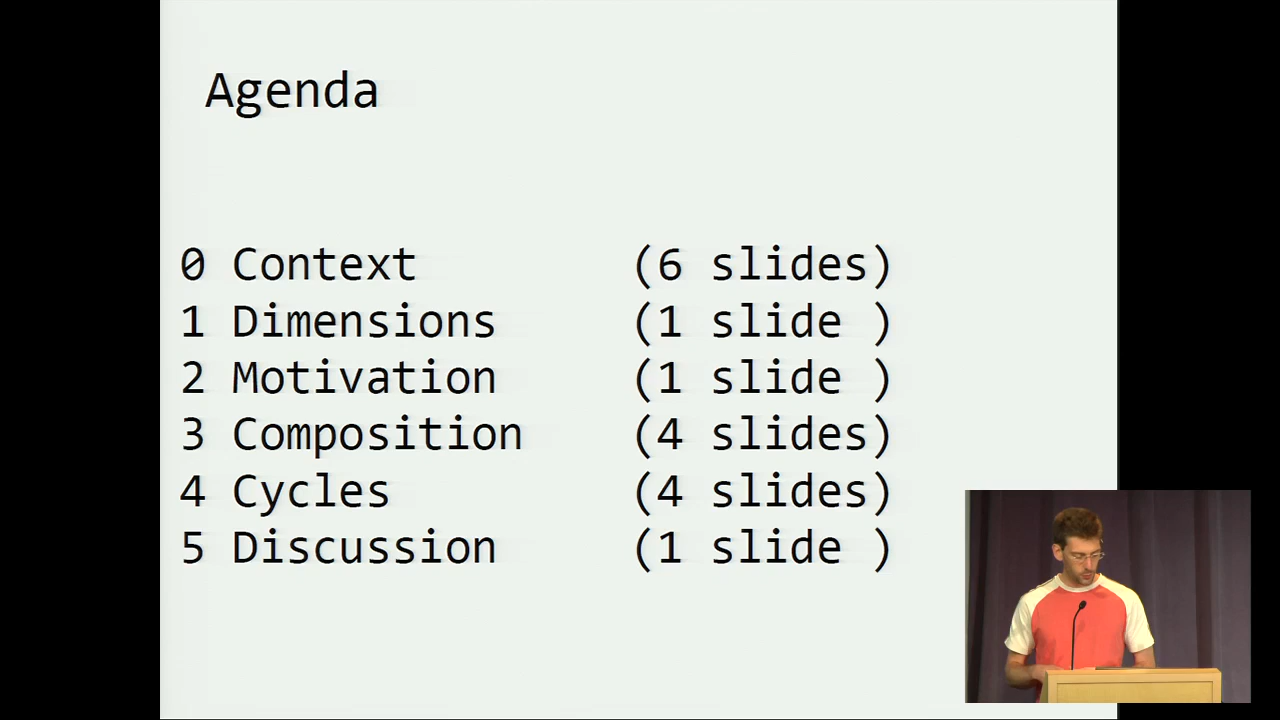 Agenda
0 Context (6 slides)
1 Dimensions (1 slide )
2 Motivation (1 slide )
3 Composition (4 slides)
4 Cycles (4 slides)
5 Discussion (1 slide )